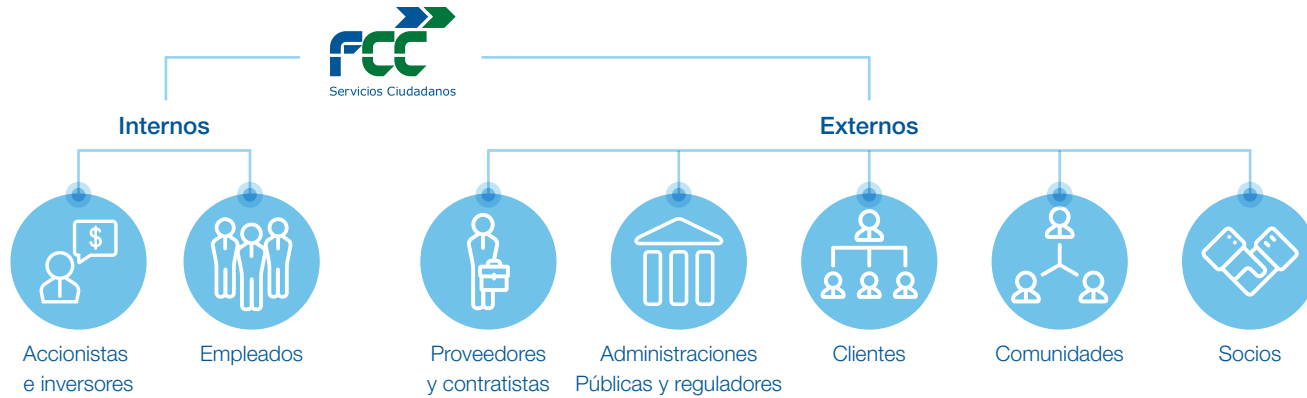 FCC
Servicios Ciudadanos
Internos
Externos
$
Accionistas
e inversores
Empleados
Proveedores
y contratistas
Administraciones
Públicas y reguladores
Clientes
Comunidades
Socios